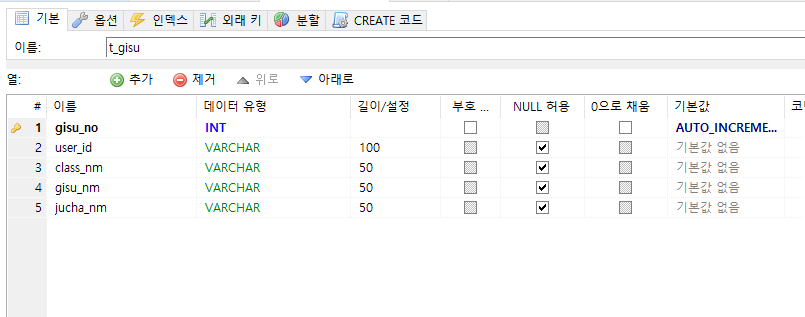 기본 옵션 인덱스 외래 키 분할 CREATE 코드
이름: t_gisu
열: 추가 제거 위로 아래로
# 이름 데이터 유형 길이/설정 부호 ... NULL 허용 0으로 채움 기본값
1 gisu_no INT AUTO_INCREME...
2 user_id VARCHAR 100 기본값 없음
3 class_nm VARCHAR 50 기본값 없음
4 gisu_nm VARCHAR 50 기본값 없음
5 jucha_nm VARCHAR 50 기본값 없음